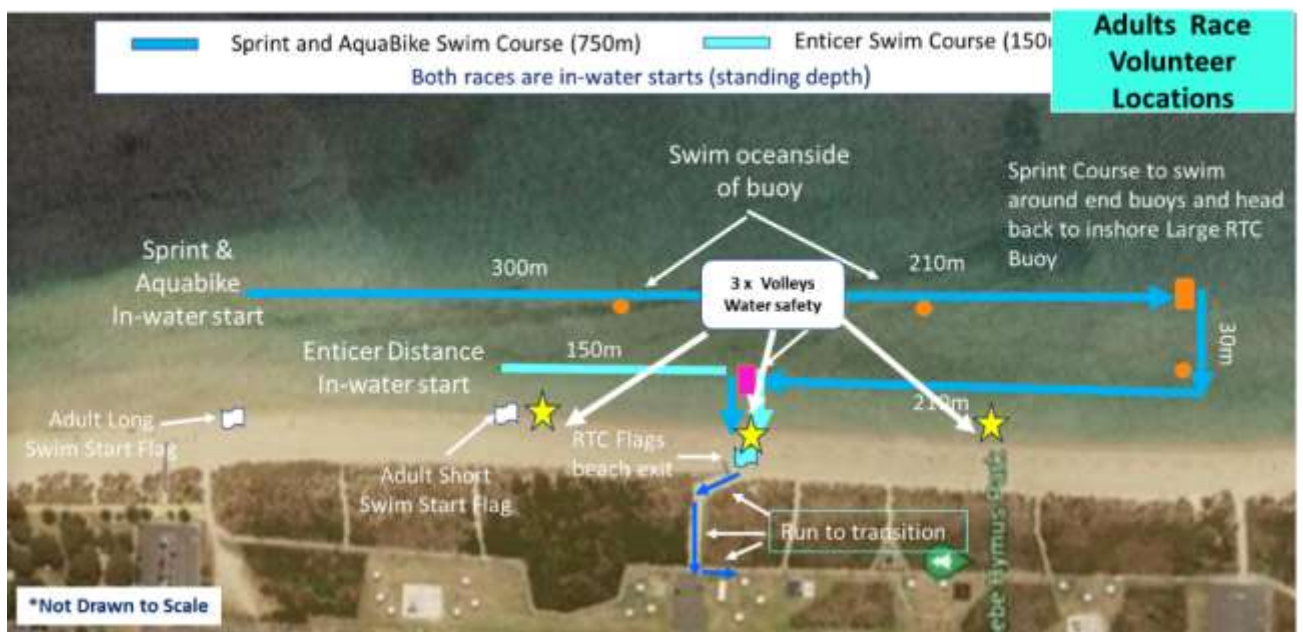 Sprint and AquaBike Swim Course (750m)
Enticer Swim Course (150
Both races are in-water starts (standing depth)
Adults Race
Volunteer
Locations
Swim oceanside
of buoy
Sprint Course to swim
around end buoys and head
back to inshore Large RTC
Buoy
Sprint &
Aquabike
In-water start
300m
3 x Volleys
Water safety
210m
30m
Enticer Distance
In-water start
150m
210m
Adult Long
Swim Start Flag
Adult Short
Swim Start Flag
RTC Flags
beach exit
Run to transition
*Not Drawn to Scale